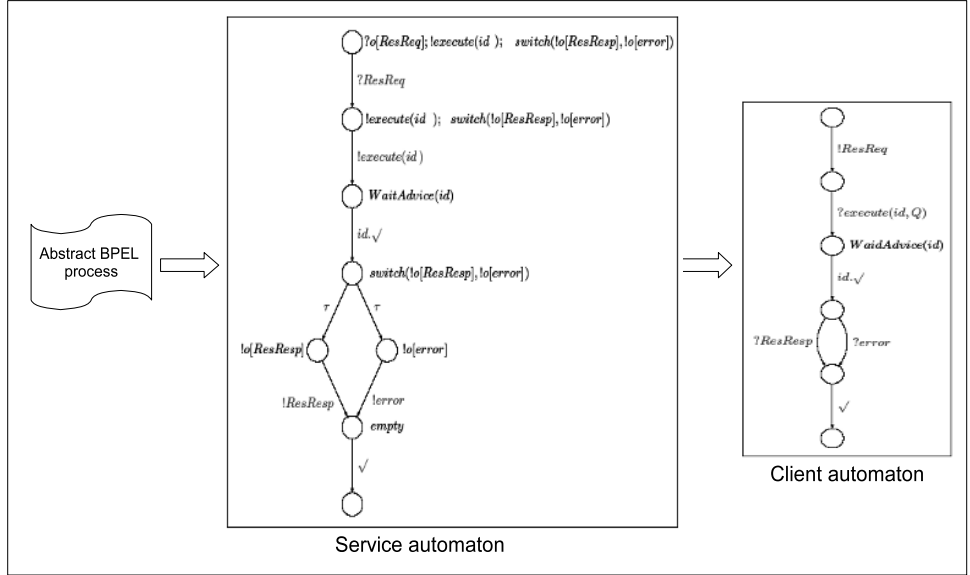 Abstract BPEL
process
?o[ResReq]; !execute(id ); switch(!o[ResResp], !o[error])
?ResReq
!execute(id ); switch(!o[ResResp], !o[error])
!execute(id)
WaitAdvice(id)
id.√
switch(!o[ResResp], !o[error])
τ τ
!o[ResResp] !o[error]
!ResResp !error
empty
√
Service automaton
!ResReq
?execute(id, Q)
WaidAdvice(id)
id.√
?ResResp ?error
√
Client automaton